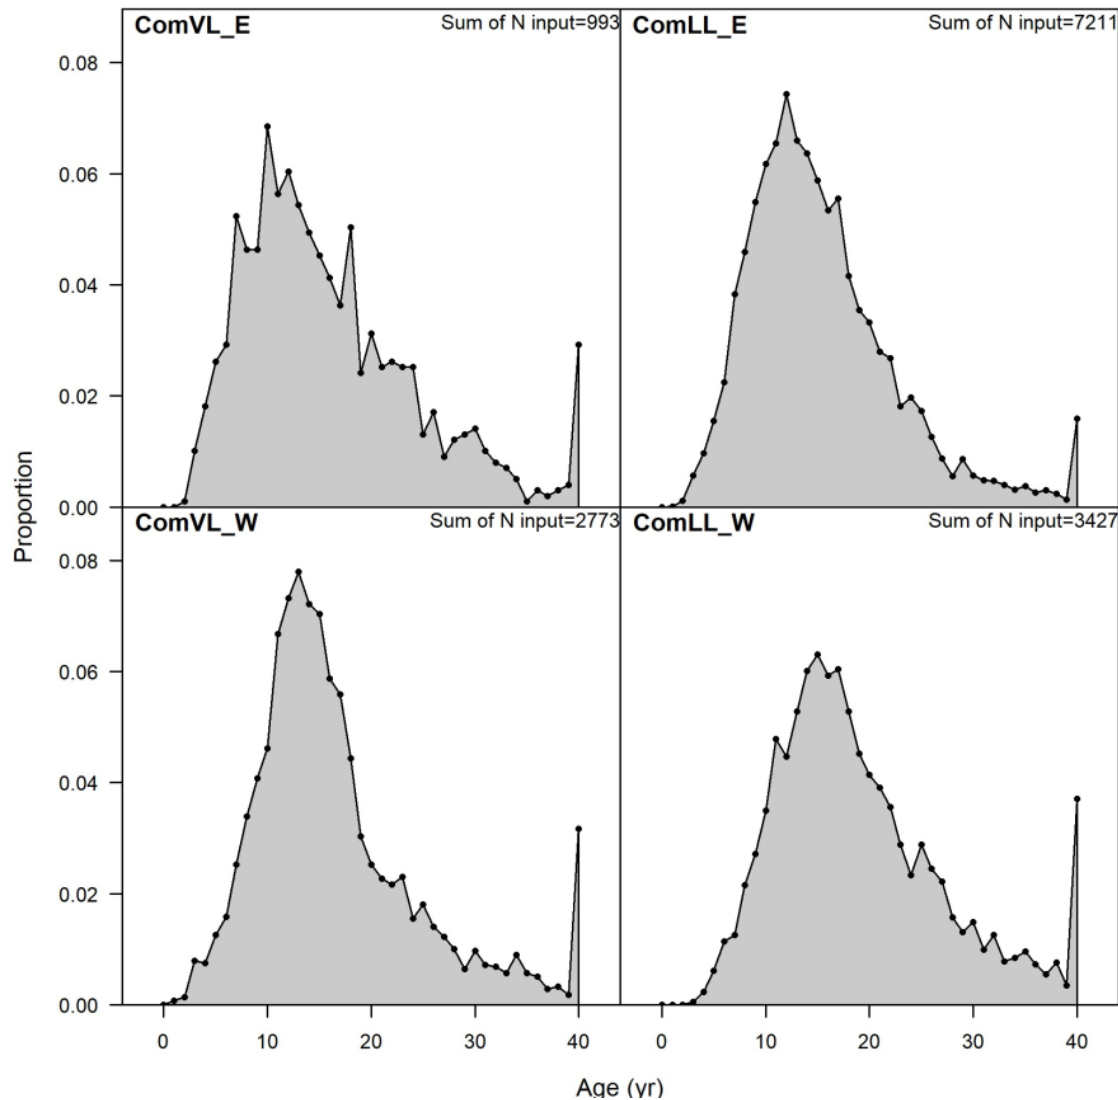 ComVL_E
Sum of N input=993
ComLL_E
Sum of N input=7211
0.08
0.06
0.04
0.02
0.00
ComVL_W
Sum of N input=2773
ComLL_W
Sum of N input=3427
0.08
0.06
0.04
0.02
0.00
Proportion
0 10 20 30 40
0 10 20 30 40
Age (yr)